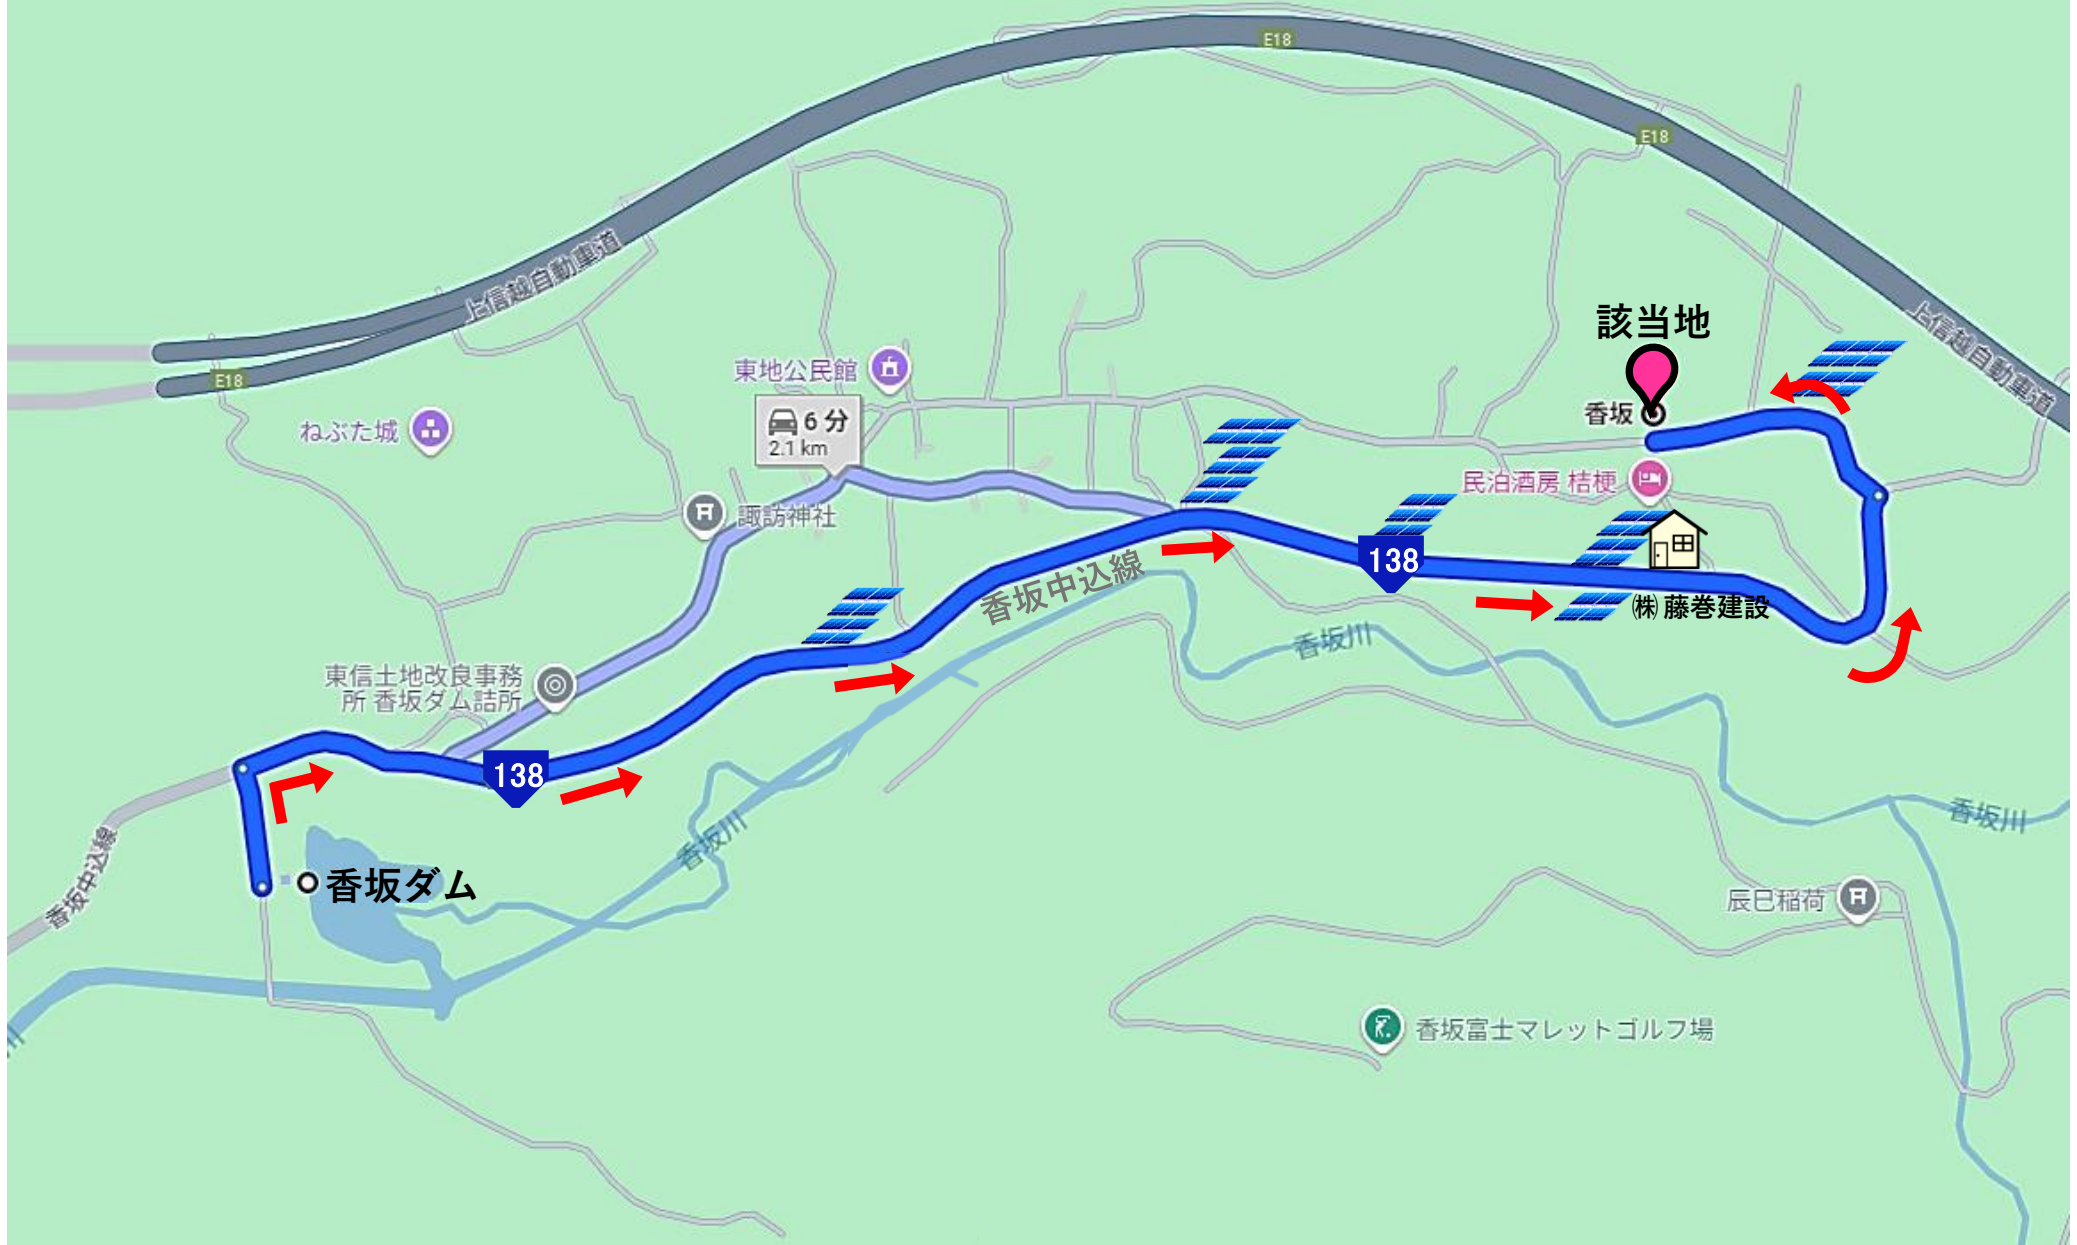 E18
E18
上信越自動車道
該当地
上信越自動車道
東地公民館
E18
6 分
2.1 km
香坂
ねぶた城
民泊酒房 桔梗
諏訪神社
138
香坂中込線
㈱ 藤巻建設
香坂川
東信土地改良事務
所 香坂ダム詰所
138
香坂川
香坂川
香坂中込線
香坂ダム
辰巳稲荷
香坂富士マレットゴルフ場
川